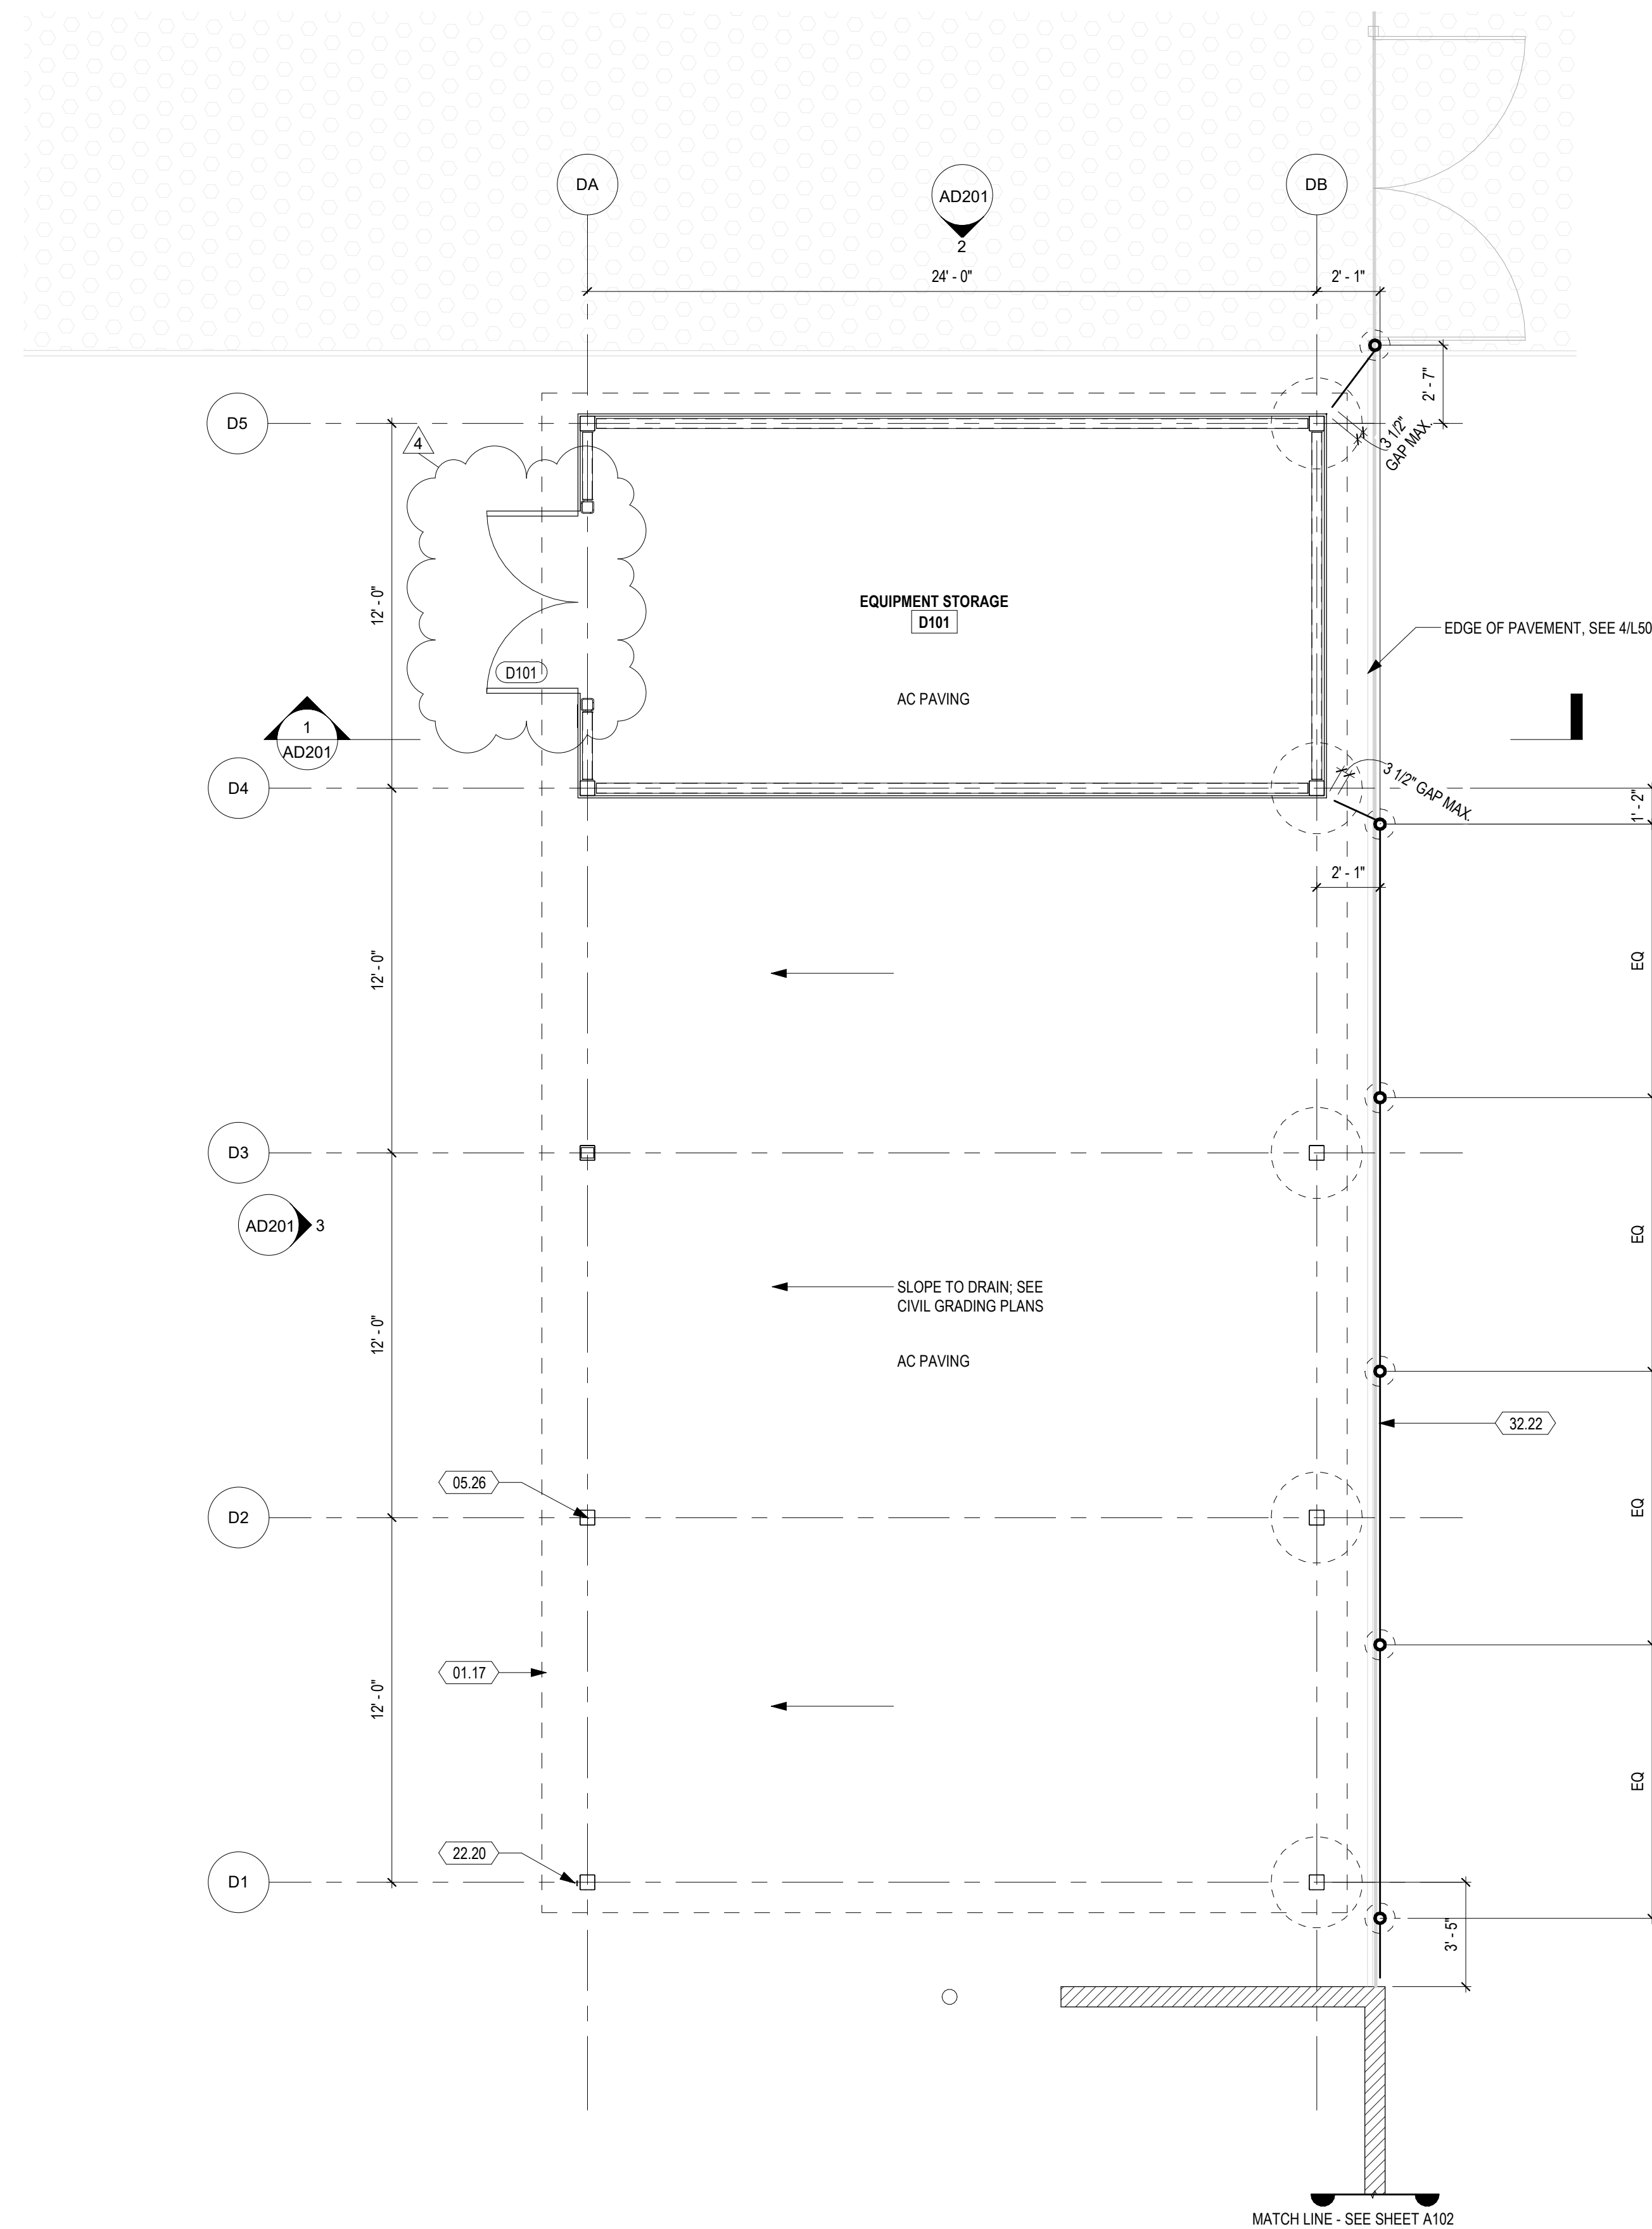 DA
AD201
2
DB
24' - 0"
2' - 1"
2' - 7"
D5
4
3 1/2"
GAP MAX.
12' - 0"
EQUIPMENT STORAGE
D101
EDGE OF PAVEMENT, SEE 4/L50
D101
AC PAVING
1
AD201
D4
3 1/2" GAP MAX.
1' - 2"
2' - 1"
12' - 0"
EQ
D3
AD201
3
EQ
SLOPE TO DRAIN; SEE
CIVIL GRADING PLANS
12' - 0"
AC PAVING
32.22
05.26
D2
EQ
01.17
12' - 0"
EQ
22.20
D1
3' - 5"
MATCH LINE - SEE SHEET A102